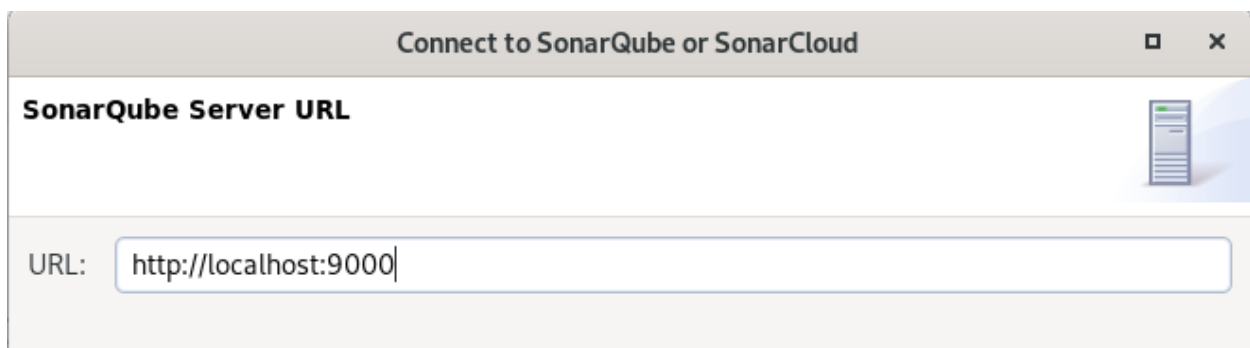 Connect to SonarQube or SonarCloud
SonarQube Server URL
URL: http://localhost:9000